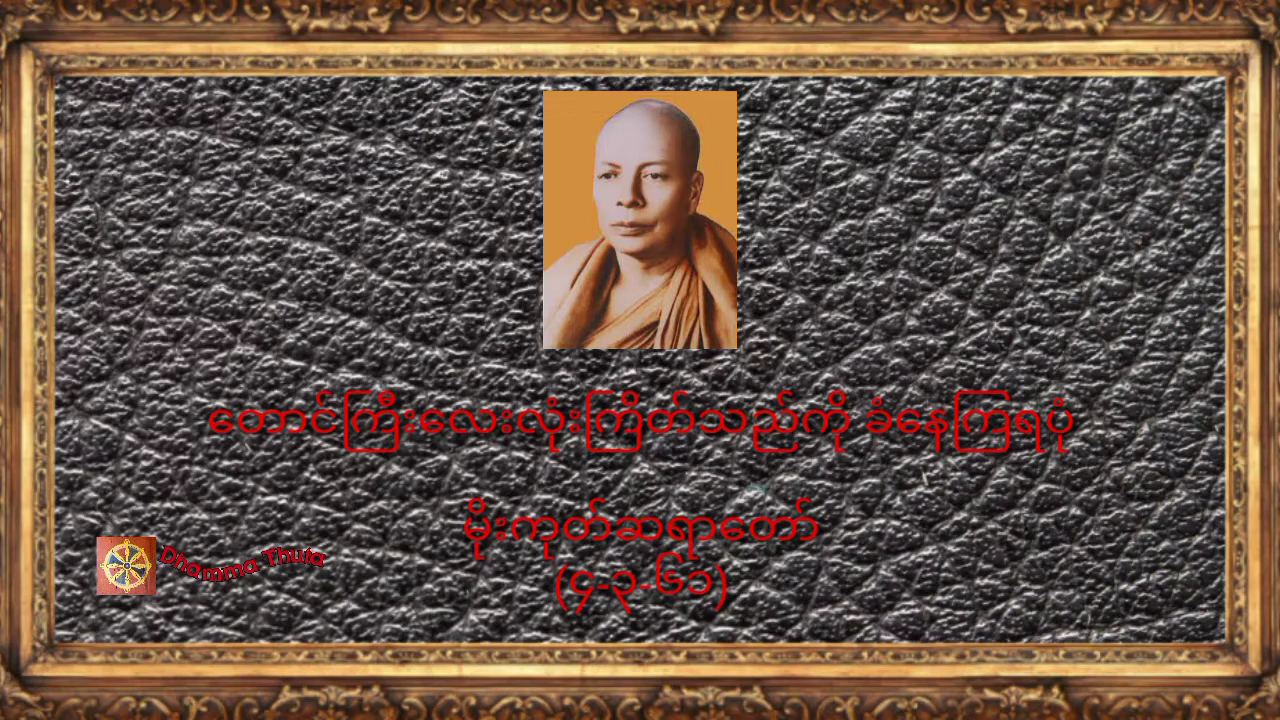 တောင်ကြီးလေးလုံးကြိတ်သည်ကို ခံနေကြရပုံ
မိုးကုတ်ဆရာတော်
(၄-၃-၆၁)
Dhamma Thuta